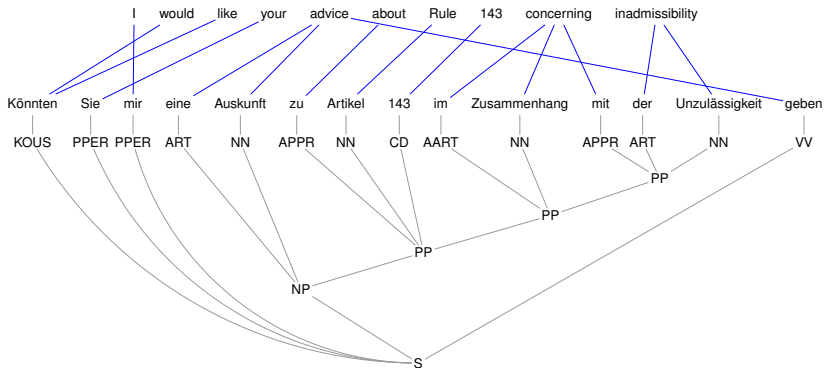 I would like your advice about Rule 143 concerning inadmissibility
Könnten Sie mir eine Auskunft zu Artikel 143 im Zusammenhang mit der Unzulässigkeit geben
KOUS PPER PPER ART NN APPR NN CD AART NN APPR ART NN VV
PP
PP
PP
NP
S